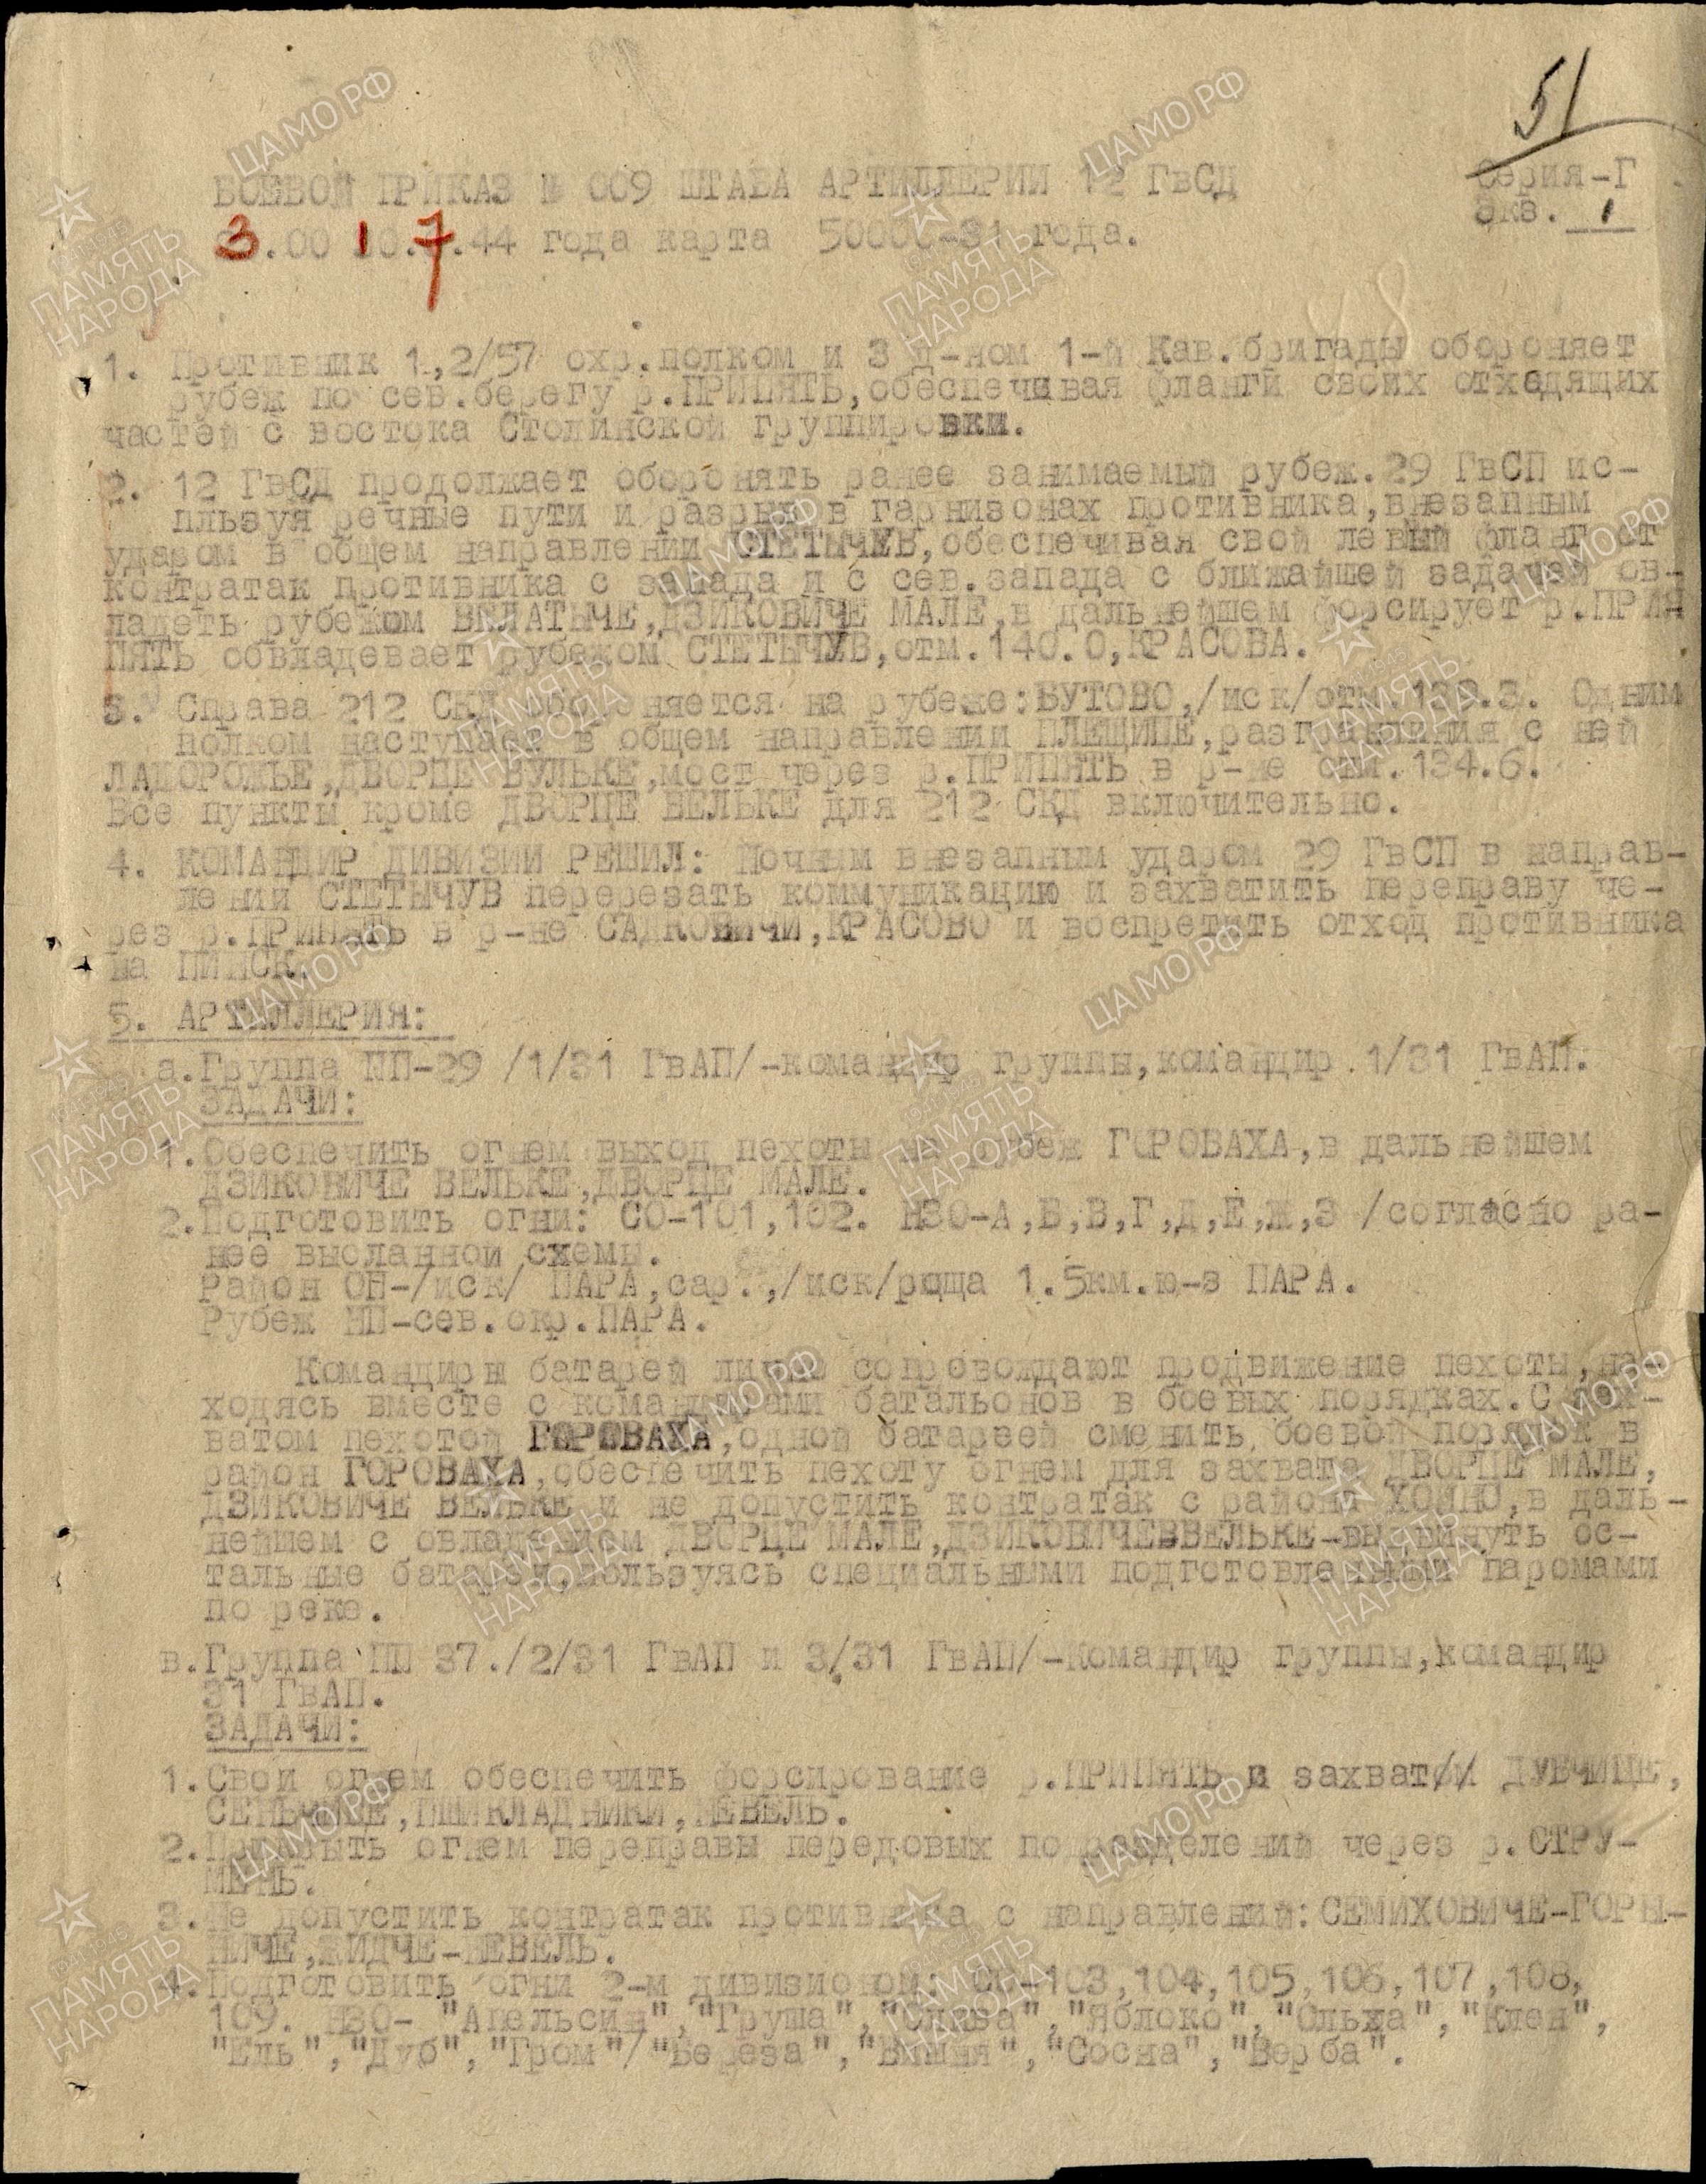 51
Серия-Г
Экз. 1
БОЕВОЙ ПРИКАЗ № 009 ШТАБА АРТИЛЛЕРИИ 12 ГвСД
3.00 10.7.44 года карта 50000-31 года.
1. Противник 1,2/57 охр.полком и 3 д-ном 1-й Кав.бригады обороняет
рубеж по сев.берегу р.ПРИПЯТЬ,обеспечивая фланги своих отходящих
частей с востока Столинской группировки.
2. 12 ГвСД продолжает оборонять ранее занимаемый рубеж.29 ГвСП ис-
пльзуя речные пути и разрыв в гарнизонах противника,внезапным
ударом в общем направлении СТЕТЫЧЕВ,обеспечивая свой левый фланг от
контратак противника с запада и с сев.запада с ближайшей задачей ов-
ладеть рубежом ВЕЛАТЫЧЕ,ДЗИКОВИЧЕ МАЛЕ,в дальнейшем форсирует р.ПРИЯ
ПЯТЬ овладевает рубежом СТЕТЫЧУВ,отм.140.0,КРАСОВА.
3. Справа 212 СКД обороняется на рубеже:БУТОВО,/иск/отм.139.3. Одним
полком наступает в общем направлении ПЛЕЩИЦЕ,разграничния с ней
ЛАПОРОЖЬЕ,ДВОРЦЕ ВУЛЬКЕ,мост через р.ПРИПЯТЬ в р-не отм.134.6.
Все пункты кроме ДВОРЦЕ ВЕЛЬКЕ для 212 СКД включительно.
4. КОМАНДИР ДИВИЗИИ РЕШИЛ: Ночным внезапным ударом 29 ГвСП в направ-
лении СТЕТЫЧУВ перерезать коммуникацию и захватить переправу че-
рез р.ПРИПЯТЬ в р-не САДКОВИЧИ,КРАСОВО и воспретить отход противника
на ПИНСК.
5. АРТИЛЛЕРИЯ:
а.Группа ПП-29 /1/31 ГвАП/-командир группы,командир 1/31 ГвАП.
ЗАДАЧИ:
1.Обеспечить огнем выход пехоты на рубеж ГОРОВАХА,в дальнейшем
ДЗИКОВИЧЕ ВЕЛЬКЕ,ДВОРЦЕ МАЛЕ.
2.Подготовить огни: СО-101,102. НЗО-А,Б,В,Г,Д,Е,Ж,З /согласно ра-
нее высланной схемы.
Район ОП-/иск/ ПАРА,сар.,/иск/роща 1.5км.ю-з ПАРА.
Рубеж НП-сев.окр.ПАРА.
Командиры батарей лично сопровождают продвижение пехоты,на-
ходясь вместе с командирами батальонов в боевых порядках.С зах-
ватом пехотой ГОРОВАХА,одной батареей сменить боевой порядок в
район ГОРОВАХА,обеспечить пехоту огнем для захвата ДВОРЦЕ МАЛЕ,
ДЗИКОВИЧЕ ВЕЛЬКЕ и не допустить контратак с района ХОЙНО,в даль-
нейшем с овладением ДВОРЦЕ МАЛЕ,ДЗИКОВИЧЕВВЕЛЬКЕ-выдвинуть ос-
тальные батареи,пользуясь специальными подготовленными паромами
по реке.
в.Группа ПП 37./2/31 ГвАП и 3/31 ГвАП/-Командир группы,командир
31 ГвАП.
ЗАДАЧИ:
1.Свои огнем обеспечить форсирование р.ПРИПЯТЬ и захват// ДУБЧИЦЕ,
СЕНЬЧИЦЕ,ПШИКЛАДНИКИ,НЕВЕЛЬ.
2.Прикрыть огнем переправы передовых подразделений через р.СТРУ-
МЕНЬ.
3.Не допустить контратак противника с направлений:СЕМИХОВИЧЕ-ГОРЫ-
НИЧЕ,ЖИДЧЕ-НЕВЕЛЬ.
4.Подготовить огни 2-м дивизионом: СО-103,104,105,106,107,108,
109. НЗО- "Апельсин","Груша","Слива","Яблоко","Ольха","Клен",
"Ель","Дуб","Гром"/"Береза","Вишня","Сосна","Верба".